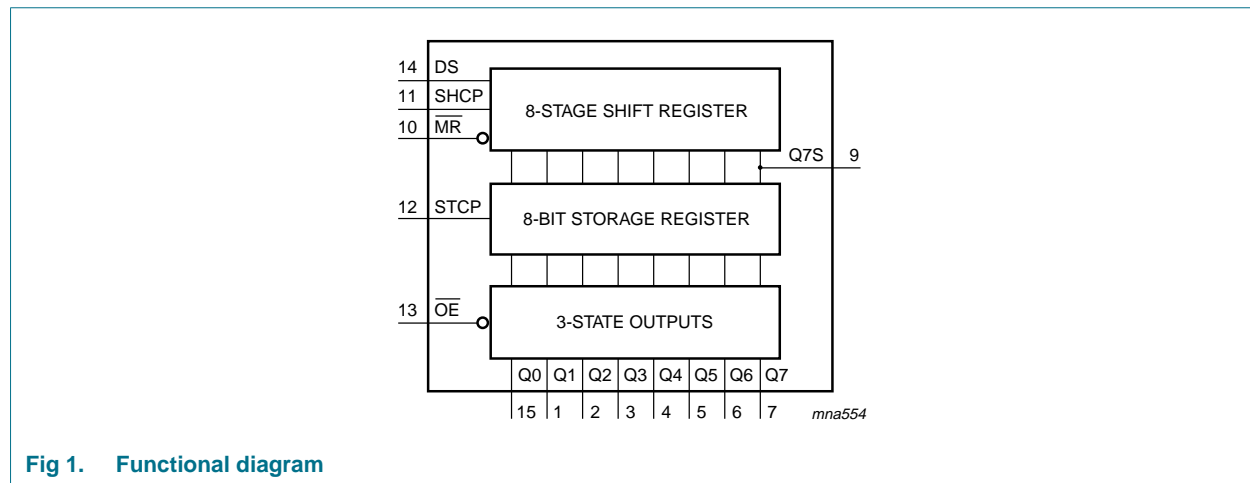 14 DS
11 SHCP
10 M̅R̅
8-STAGE SHIFT REGISTER
Q7S 9
12 STCP
8-BIT STORAGE REGISTER
13 O̅E̅
3-STATE OUTPUTS
Q0 Q1 Q2 Q3 Q4 Q5 Q6 Q7
15 1 2 3 4 5 6 7 mna554
Fig 1. Functional diagram